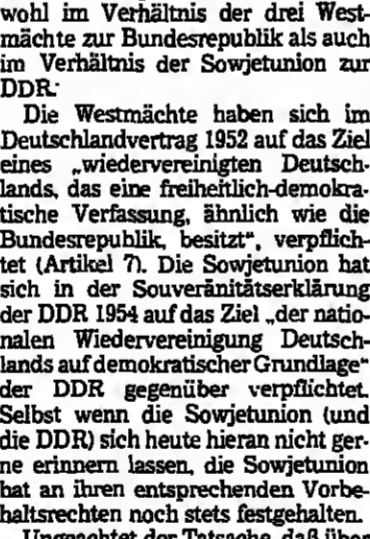 wohl im Verhältnis der drei West-
mächte zur Bundesrepublik als auch
im Verhältnis der Sowjetunion zur
DDR.
Die Westmächte haben sich im
Deutschlandvertrag 1952 auf das Ziel
eines „wiedervereinigten Deutsch-
lands, das eine freiheitlich-demokra-
tische Verfassung, ähnlich wie die
Bundesrepublik, besitzt“, verpflich-
tet (Artikel 7). Die Sowjetunion hat
sich in der Souveränitätserklärung
der DDR 1954 auf das Ziel „der natio-
nalen Wiedervereinigung Deutsch-
lands auf demokratischer Grundlage“
der DDR gegenüber verpflichtet.
Selbst wenn die Sowjetunion (und
die DDR) sich heute hieran nicht ger-
ne erinnern lassen, die Sowjetunion
hat an ihren entsprechenden Vorbe-
haltsrechten noch stets festgehalten.
Ungeachtet der Tatsache, daß über